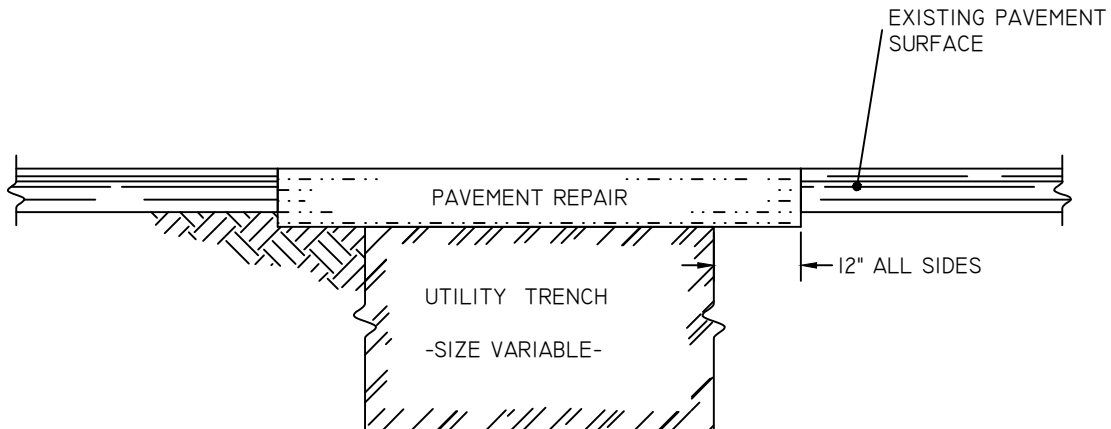 EXISTING PAVEMENT
SURFACE
PAVEMENT REPAIR
12" ALL SIDES
UTILITY TRENCH
-SIZE VARIABLE-